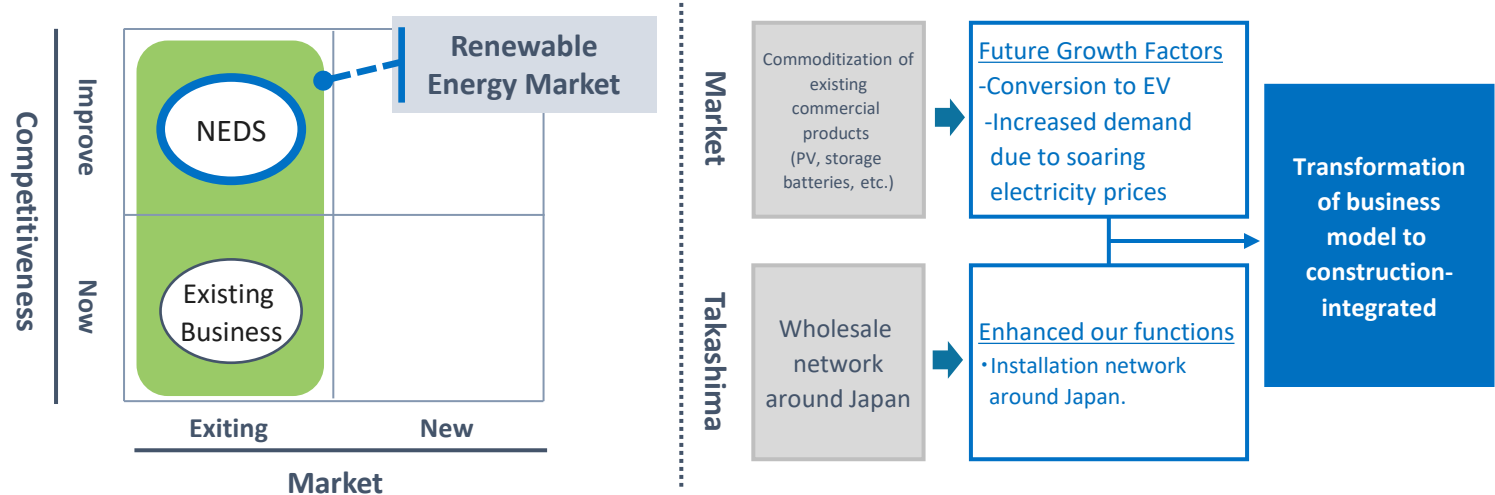 Renewable
Energy Market
NEDS
Existing
Business
Competitiveness
Improve
Now
Exiting
New
Market
Market
Commoditization of
existing
commercial
products
(PV, storage
batteries, etc.)
Future Growth Factors
-Conversion to EV
-Increased demand
due to soaring
electricity prices
Takashima
Wholesale
network
around Japan
Enhanced our functions
・Installation network
around Japan.
Transformation
of business
model to
construction-
integrated